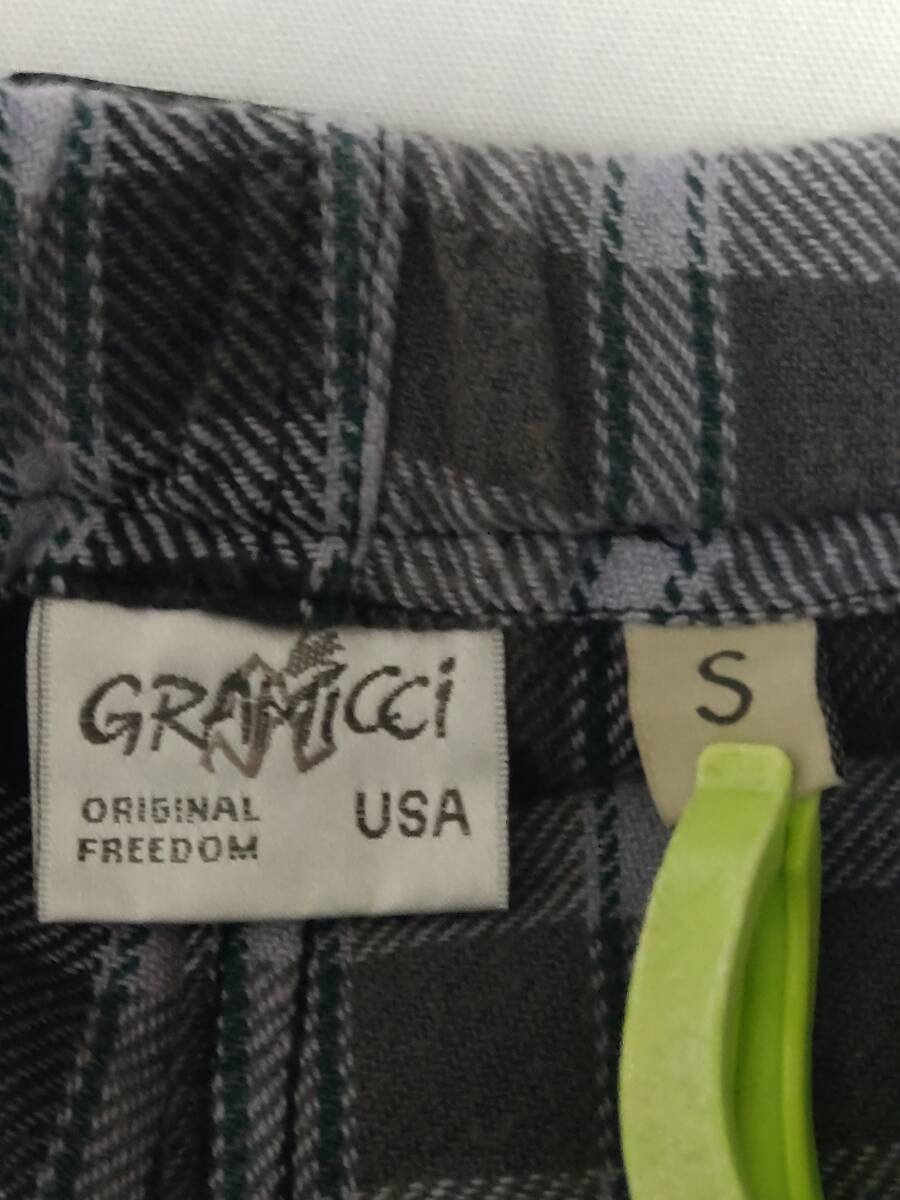 GRAMICCi
ORIGINAL
FREEDOM
USA
S